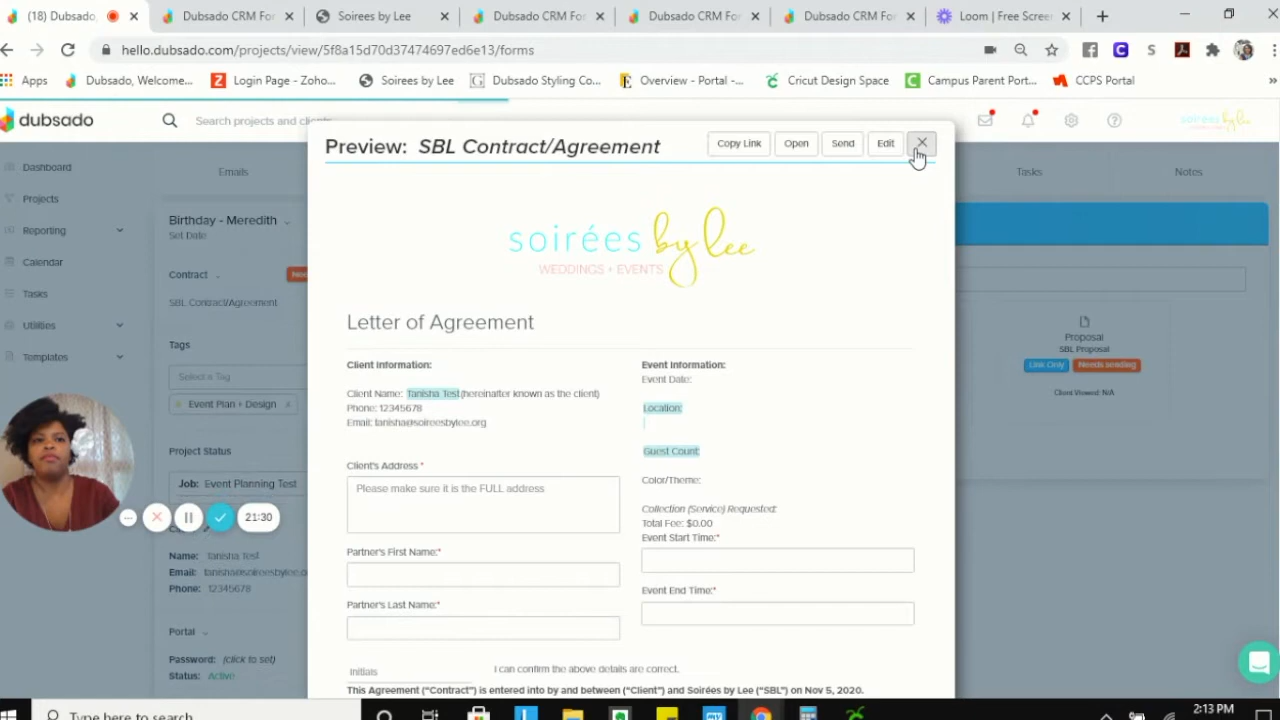 (18) Dubsado,
Dubsado CRM For
Soirees by Lee
Dubsado CRM For
Dubsado CRM For
Dubsado CRM For
Loom | Free Screen
hello.dubsado.com/projects/view/5f8a15d70d37474697ed6e13/forms
Apps
Dubsado, Welcome...
Login Page - Zoho...
Soirees by Lee
Dubsado Styling Co...
Overview - Portal -...
Cricut Design Space
Campus Parent Port...
CCPS Portal
dubsado
Search projects and clients
soirées by lee
Dashboard
Projects
Reporting
Calendar
Tasks
Utilities
Templates
Emails
Tasks
Notes
Birthday - Meredith
Set Date
Contract
SBL Contract/Agreement
Tags
Select a Tag
Event Plan + Design
Project Status
Job: Event Planning Test
Name: Tanisha Test
Email: tanisha@soireesbylee.o
Phone: 12345678
Portal
Password: (click to set)
Status: Active
21:30
Preview: SBL Contract/Agreement
Copy Link
Open
Send
Edit
soirées by lee
WEDDINGS + EVENTS
Letter of Agreement
Client Information:
Client Name: Tanisha Test(hereinafter known as the client)
Phone: 12345678
Email: tanisha@soireesbylee.org
Client's Address *
Please make sure it is the FULL address
Partner's First Name:*
Partner's Last Name:*
Event Information:
Event Date:
Location:
Guest Count:
Color/Theme:
Collection (Service) Requested:
Total Fee: $0.00
Event Start Time:*
Event End Time:*
Initials
I can confirm the above details are correct.
This Agreement ("Contract") is entered into by and between ("Client") and Soirées by Lee ("SBL") on Nov 5, 2020.
Proposal
SBL Proposal
Link Only
Needs sending
Client Viewed: N/A
Type here to search
2:13 PM